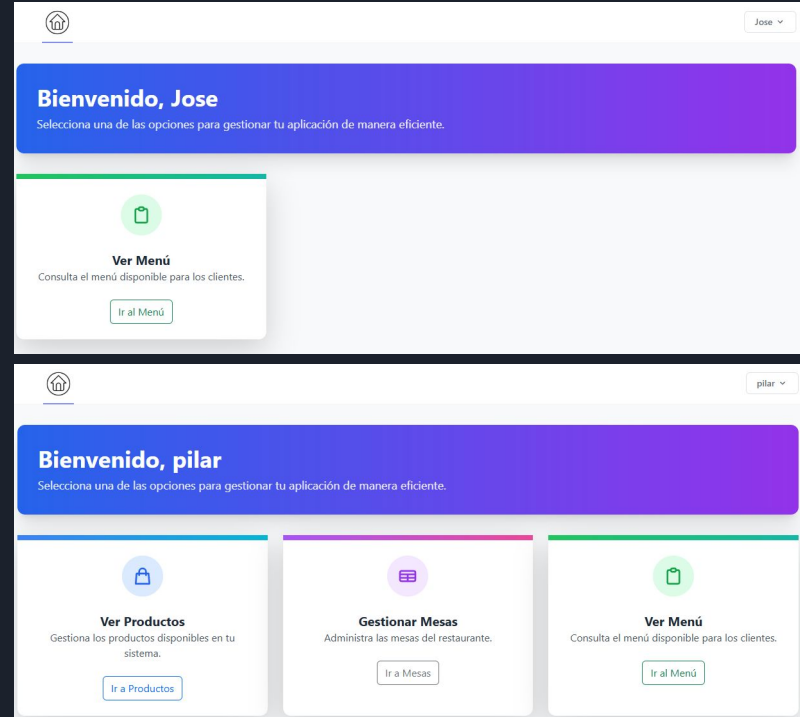 Jose
Bienvenido, Jose
Selecciona una de las opciones para gestionar tu aplicación de manera eficiente.
Ver Menú
Consulta el menú disponible para los clientes.
Ir al Menú
pilar
Bienvenido, pilar
Selecciona una de las opciones para gestionar tu aplicación de manera eficiente.
Ver Productos
Gestiona los productos disponibles en tu
sistema.
Ir a Productos
Gestionar Mesas
Administra las mesas del restaurante.
Ir a Mesas
Ver Menú
Consulta el menú disponible para los clientes.
Ir al Menú